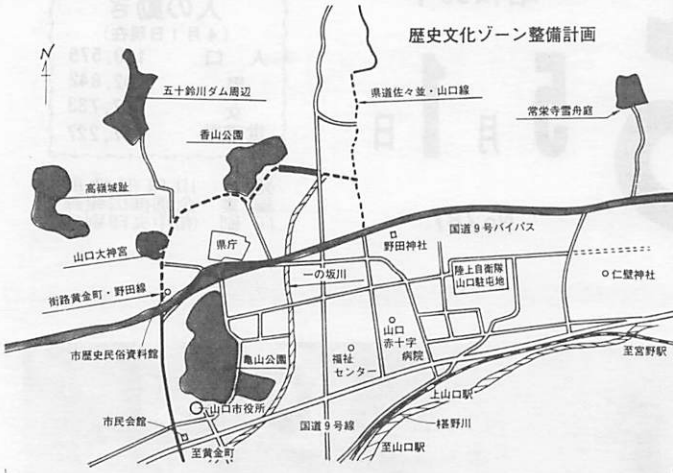 歴史文化ゾーン整備計画
N
五十鈴川ダム周辺
県道佐々並・山口線
常栄寺雪舟庭
香山公園
高嶺城趾
山口大神宮
県庁
野田神社
国道9号バイパス
一の坂川
陸上自衛隊
山口駐屯地
仁壁神社
街路黄金町・野田線
市歴史民俗資料館
亀山公園
福祉
センター
山口
赤十字
病院
至宮野駅
上山口駅
山口市役所
市民会館
国道9号線
椹野川
至黄金町
至山口駅